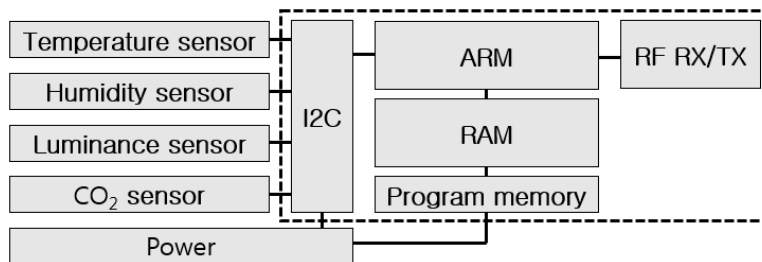 Temperature sensor
Humidity sensor
Luminance sensor
CO₂ sensor
Power
I2C
ARM
RAM
Program memory
RF RX/TX